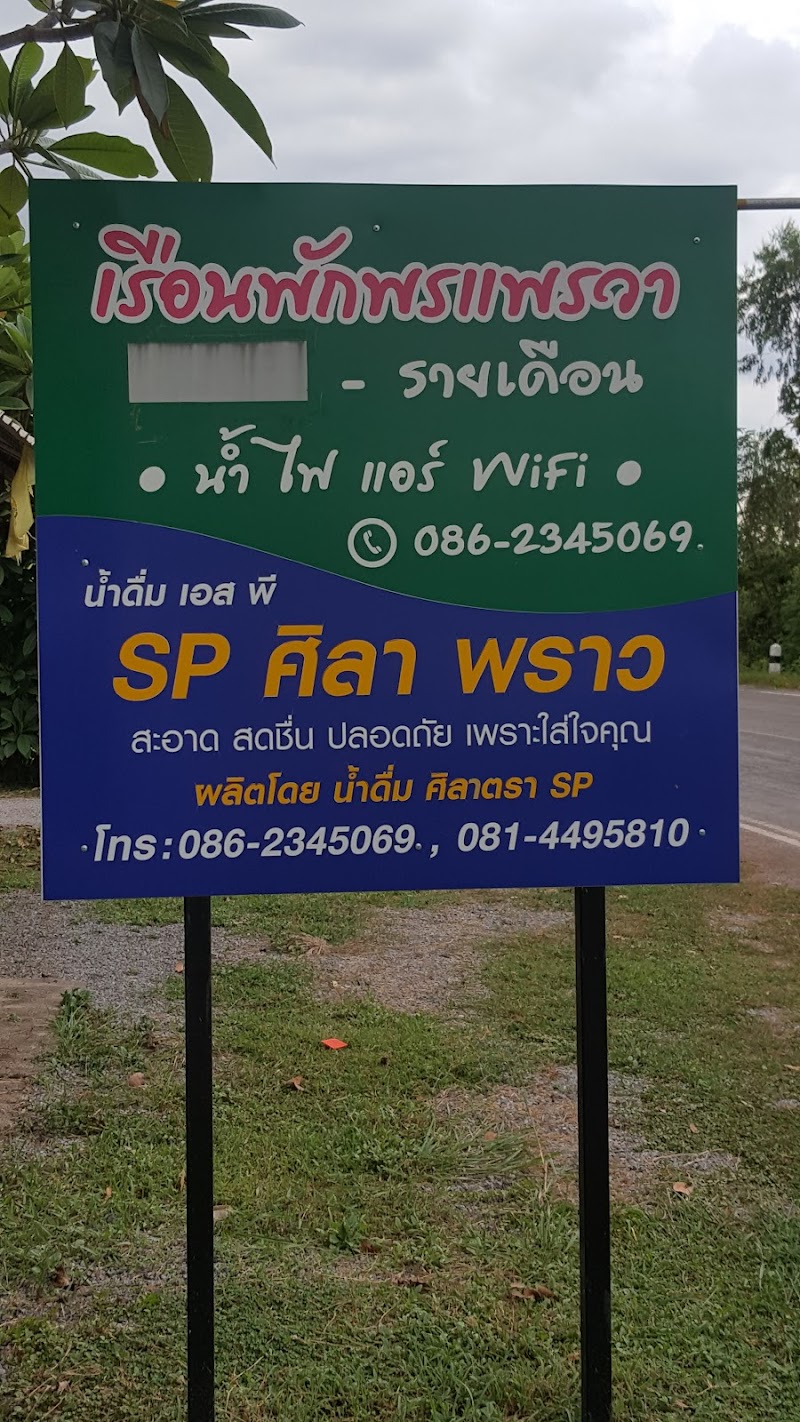 เรือนพักพรแพรวา
- รายเดือน
• น้ำ ไฟ แอร์ WiFi •
086-2345069
น้ำดื่ม เอส พี
SP ศิลา พราว
สะอาด สดชื่น ปลอดภัย เพราะใส่ใจคุณ
ผลิตโดย น้ำดื่ม ศิลาตรา SP
โทร : 086-2345069 , 081-4495810